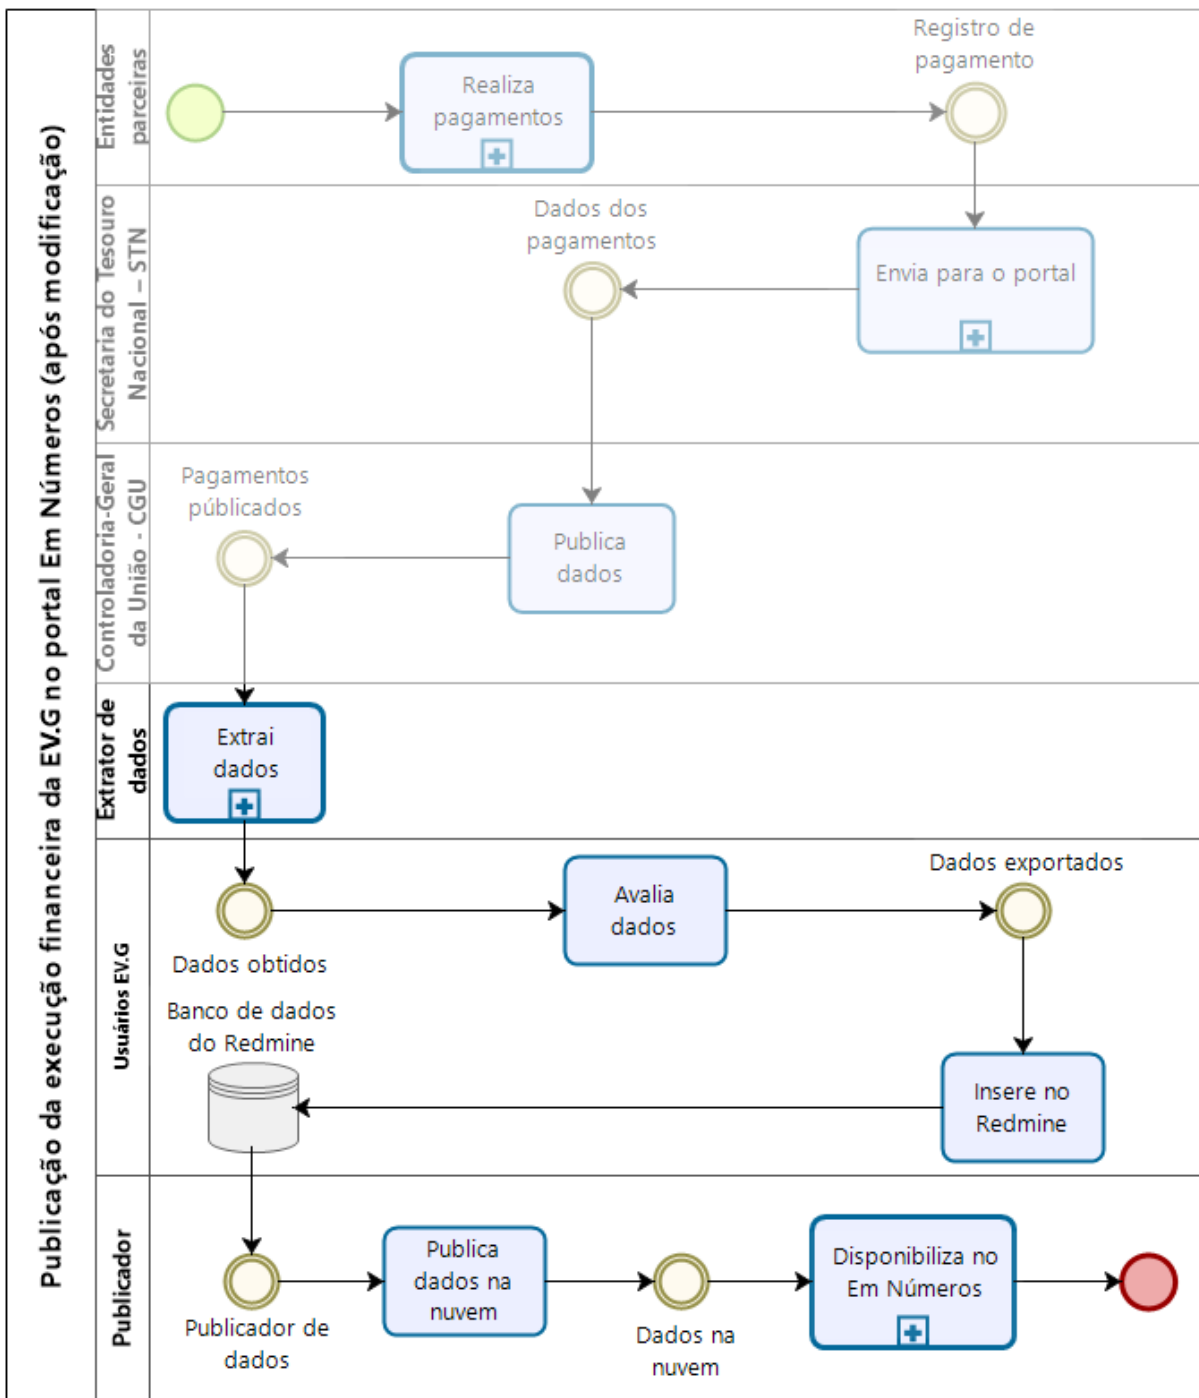 Publicação da execução financeira da EV.G no portal Em Números (após modificação)
Entidades
parceiras
Realiza
pagamentos
Registro de
pagamento
Secretaria do Tesouro
Nacional – STN
Dados dos
pagamentos
Envia para o portal
Controladoria-Geral
da União - CGU
Pagamentos
públicados
Publica
dados
Extrator de
dados
Extrai
dados
Usuários EV.G
Dados obtidos
Avalia
dados
Dados exportados
Banco de dados
do Redmine
Insere no
Redmine
Publicador
Publicador de
dados
Publica
dados na
nuvem
Dados na
nuvem
Disponibiliza no
Em Números